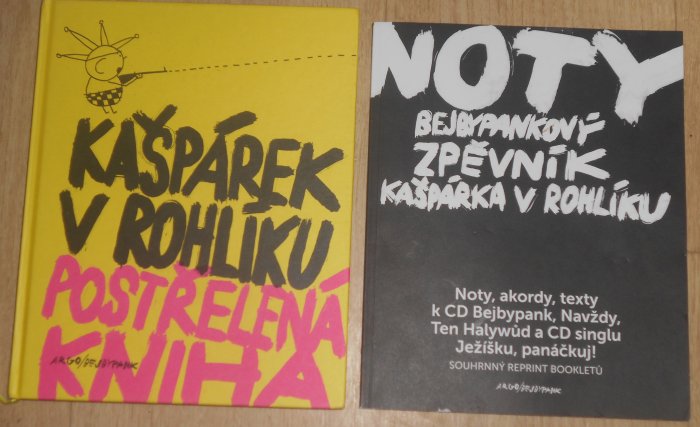 KAŠPÁREK
V ROHLÍKU
POSTŘELENÁ
KNIHA
ARGO/BEJBYPANK
NOTY
BEJBYPANKOVÝ
ZPĚVNÍK
KAŠPÁRKA V ROHLÍKU
Noty, akordy, texty
k CD Bejbypank, Navždy,
Ten Halywůd a CD singlu
Ježíšku, panáčkuj!
SOUHRNNÝ REPRINT BOOKLETŮ
ARGO/BEJBYPANK